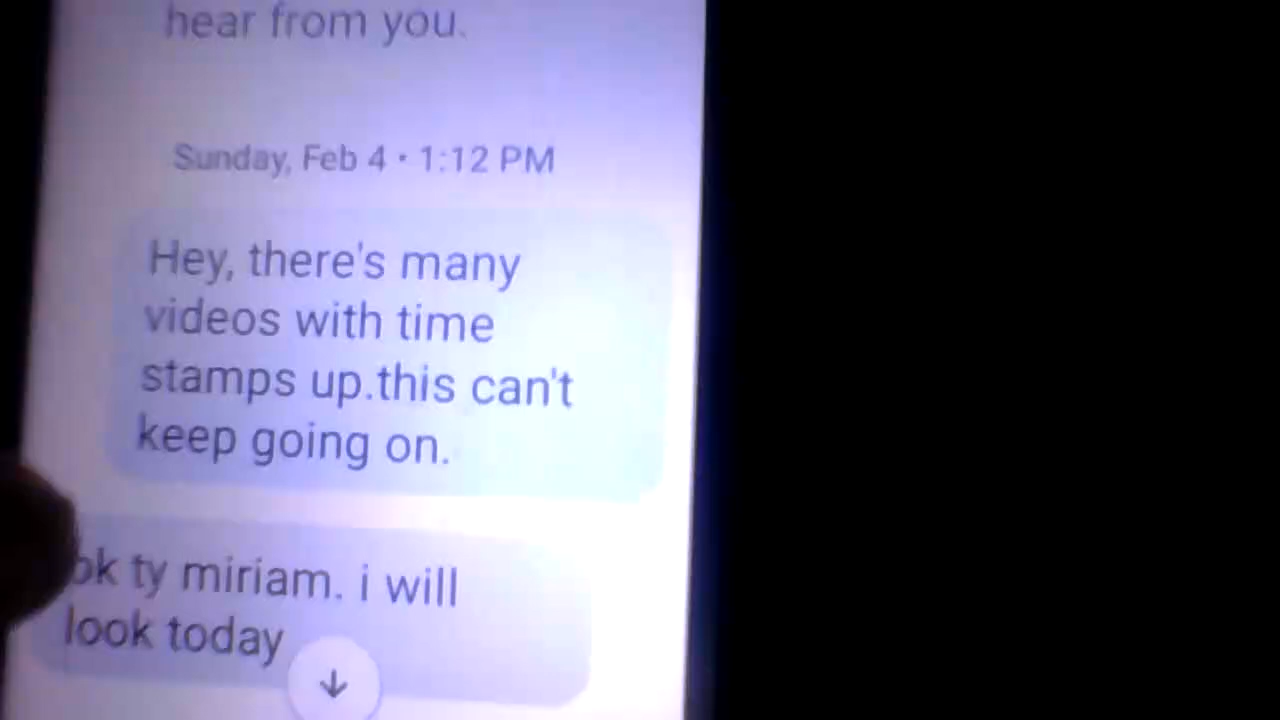 hear from you.
Sunday, Feb 4 • 1:12 PM
Hey, there's many
videos with time
stamps up.this can't
keep going on.
ok ty miriam. i will
look today